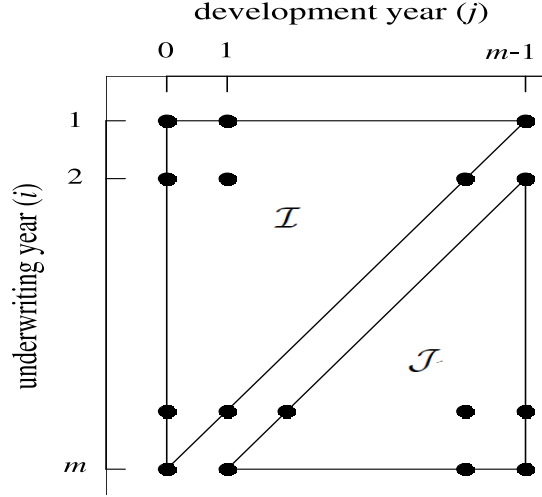 development year (j)
0 1 m-1
1
2
underwriting year (i)
ℐ
𝒥
m